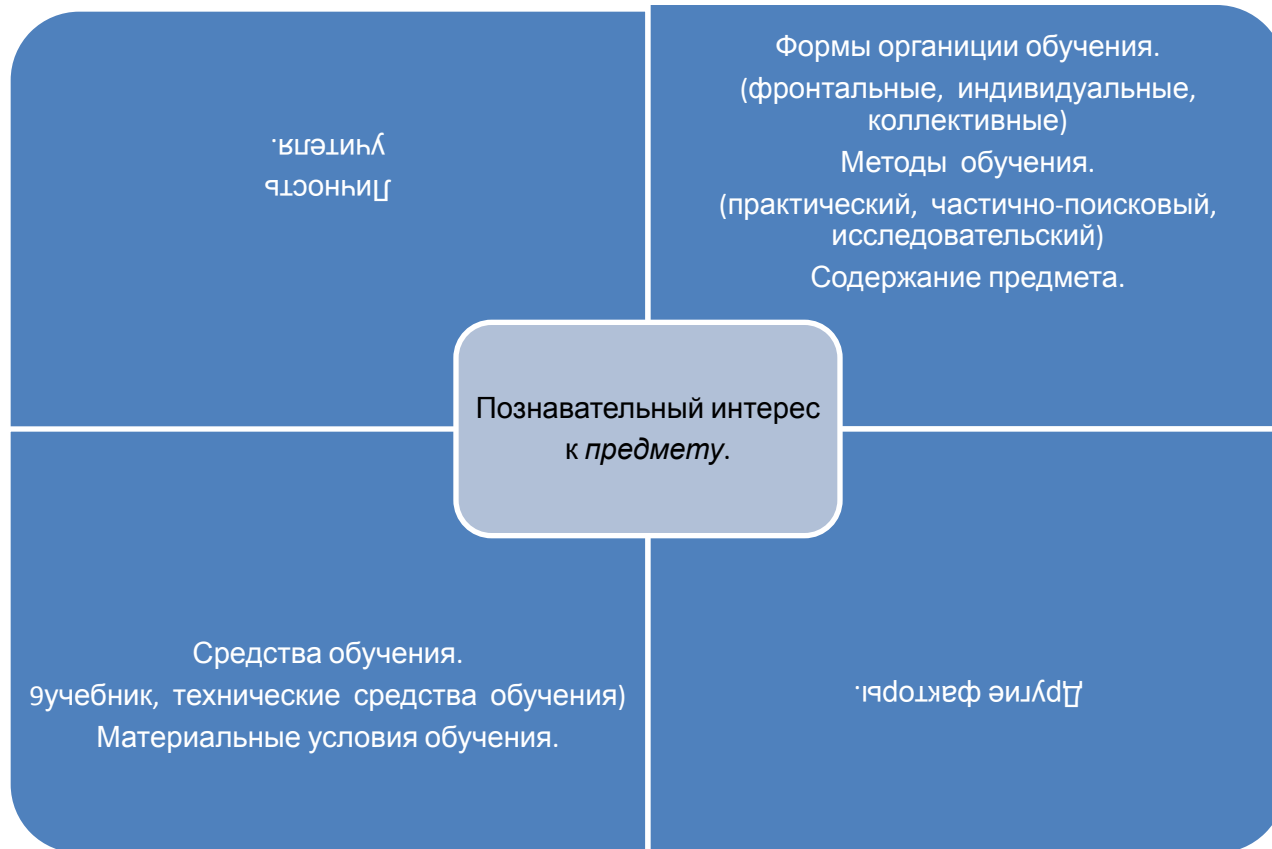 Личность
учителя.
Формы органиции обучения.
(фронтальные, индивидуальные,
коллективные)
Методы обучения.
(практический, частично-поисковый,
исследовательский)
Содержание предмета.
Познавательный интерес
к предмету.
Средства обучения.
9учебник, технические средства обучения)
Материальные условия обучения.
Другие факторы.